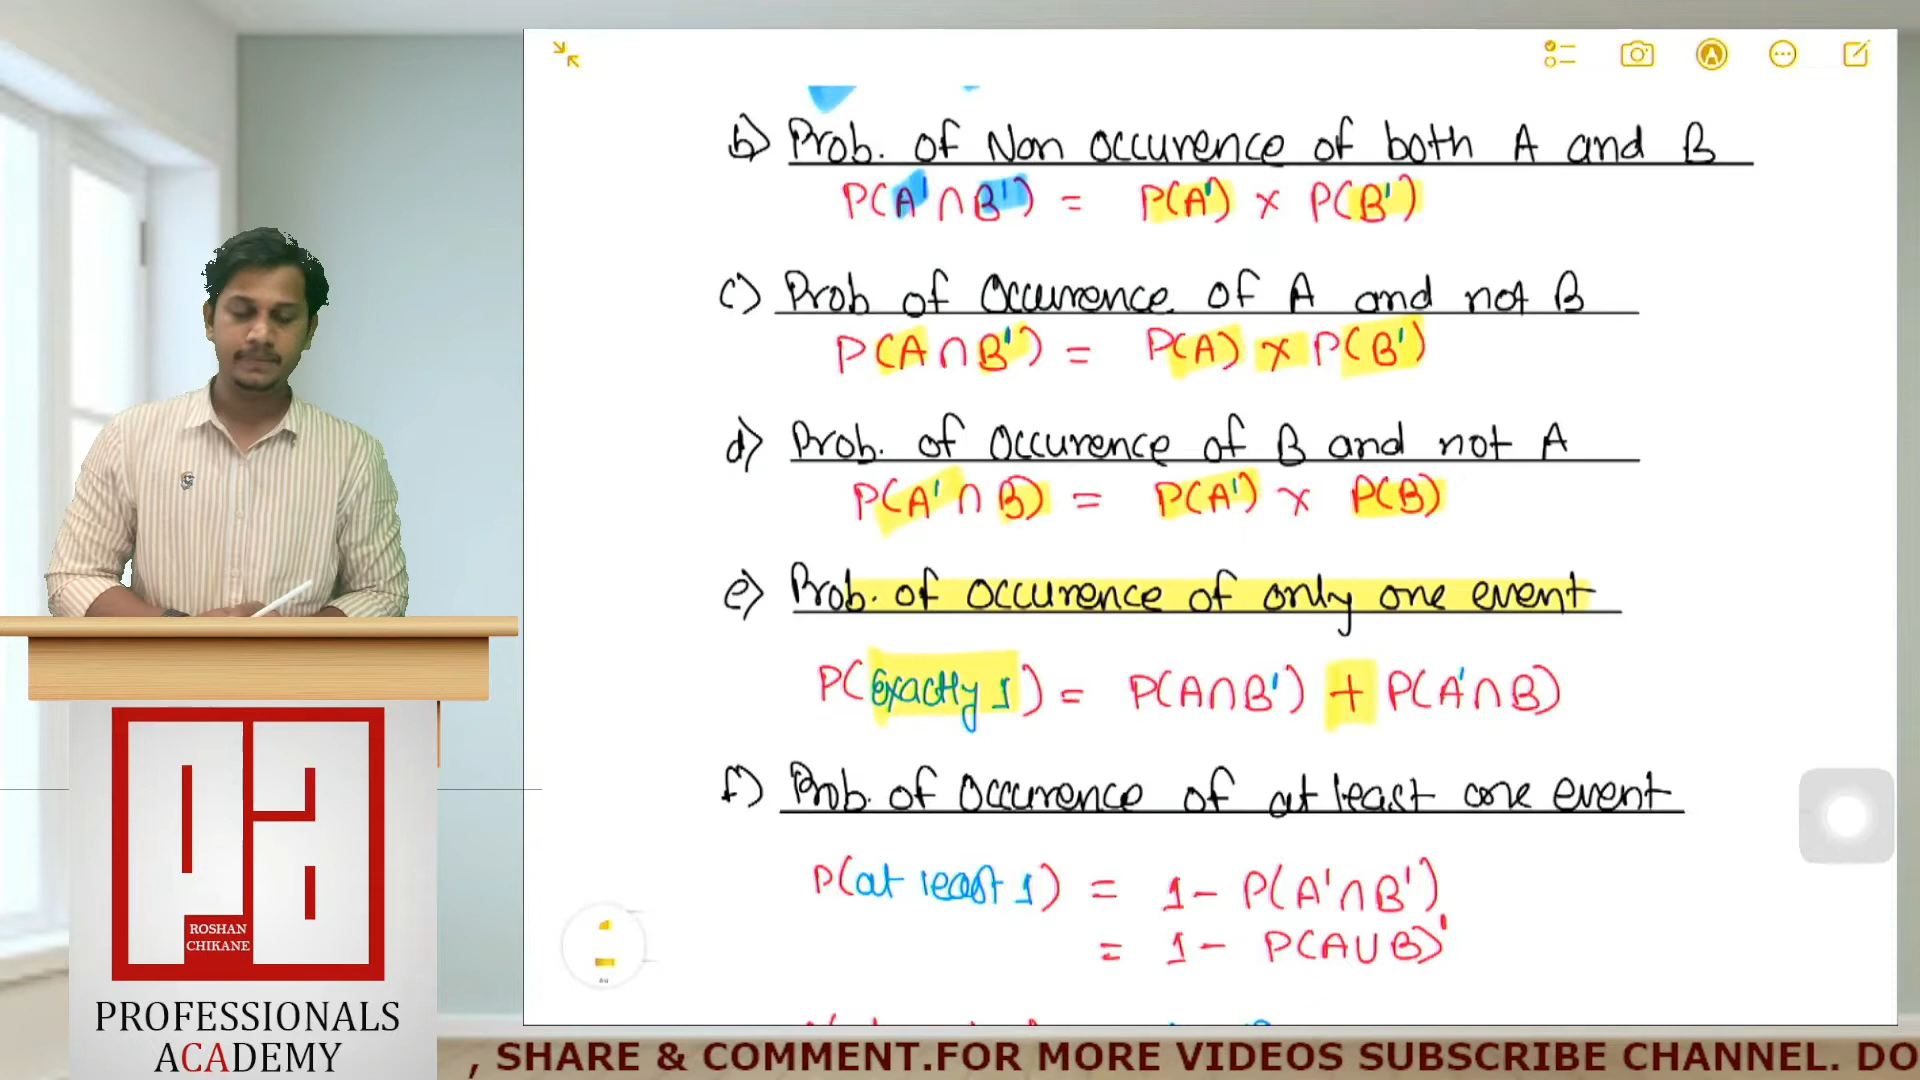 b) Prob. of Non occurence of both A and B
P(A' ∩ B') = P(A') × P(B')
c) Prob of Occurence of A and not B
P(A ∩ B') = P(A) × P(B')
d) Prob. of Occurence of B and not A
P(A' ∩ B) = P(A') × P(B)
e) Prob. of occurence of only one event
P(Exactly 1) = P(A∩B') + P(A'∩B)
f) Prob. of Occurence of at least one event
P(at least 1) = 1 - P(A'∩B')
= 1 - P(A∪B)'
ROSHAN
CHIKANE
PROFESSIONALS
ACADEMY
, SHARE & COMMENT.FOR MORE VIDEOS SUBSCRIBE CHANNEL. DO